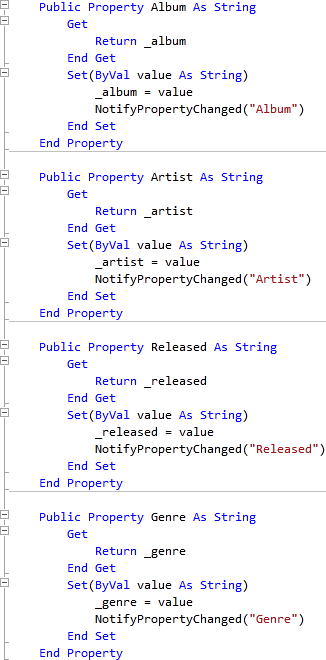 Public Property Album As String
Get
Return _album
End Get
Set(ByVal value As String)
_album = value
NotifyPropertyChanged("Album")
End Set
End Property
Public Property Artist As String
Get
Return _artist
End Get
Set(ByVal value As String)
_artist = value
NotifyPropertyChanged("Artist")
End Set
End Property
Public Property Released As String
Get
Return _released
End Get
Set(ByVal value As String)
_released = value
NotifyPropertyChanged("Released")
End Set
End Property
Public Property Genre As String
Get
Return _genre
End Get
Set(ByVal value As String)
_genre = value
NotifyPropertyChanged("Genre")
End Set
End Property